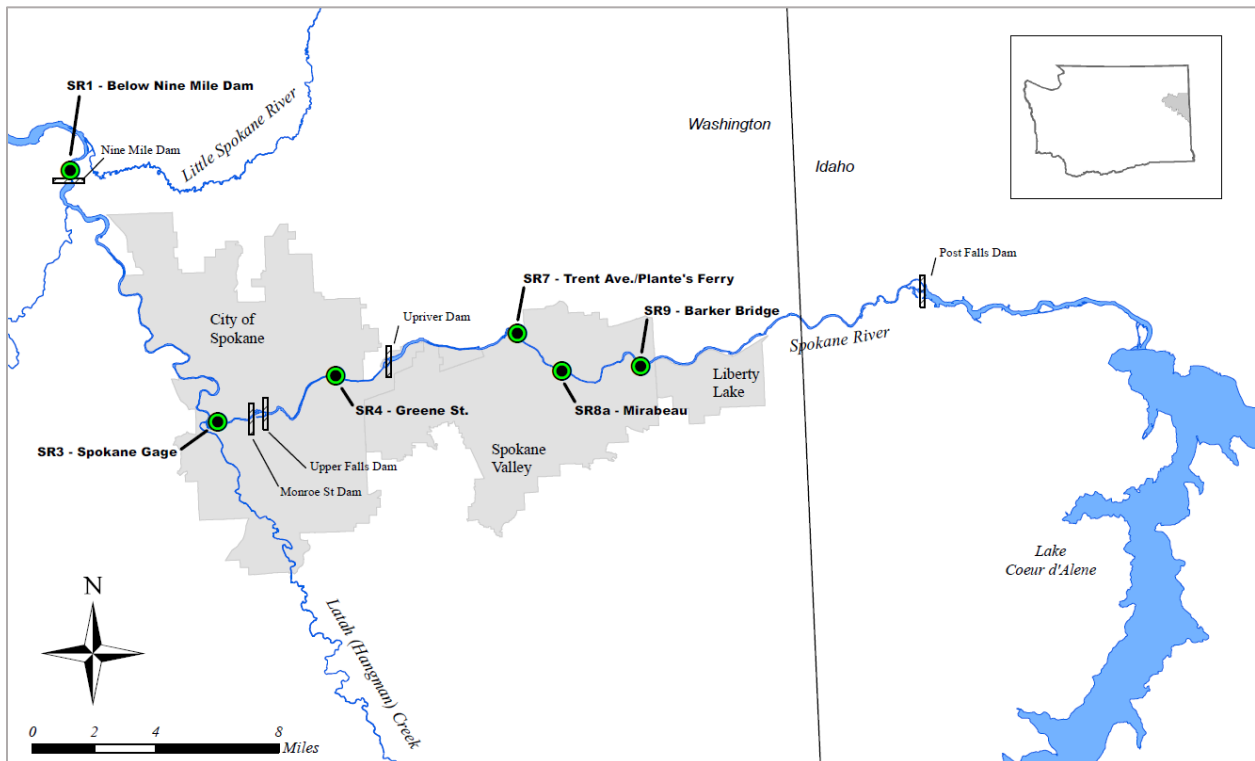 SR1 - Below Nine Mile Dam
Little Spokane River
Nine Mile Dam
Washington
Idaho
Post Falls Dam
SR7 - Trent Ave./Plante's Ferry
SR9 - Barker Bridge
City of
Spokane
Upriver Dam
Spokane River
Liberty
Lake
SR4 - Greene St.
SR8a - Mirabeau
SR3 - Spokane Gage
Spokane
Valley
Upper Falls Dam
Monroe St Dam
Lake
Coeur d'Alene
N
Latah (Hangman) Creek
0 2 4 8
Miles